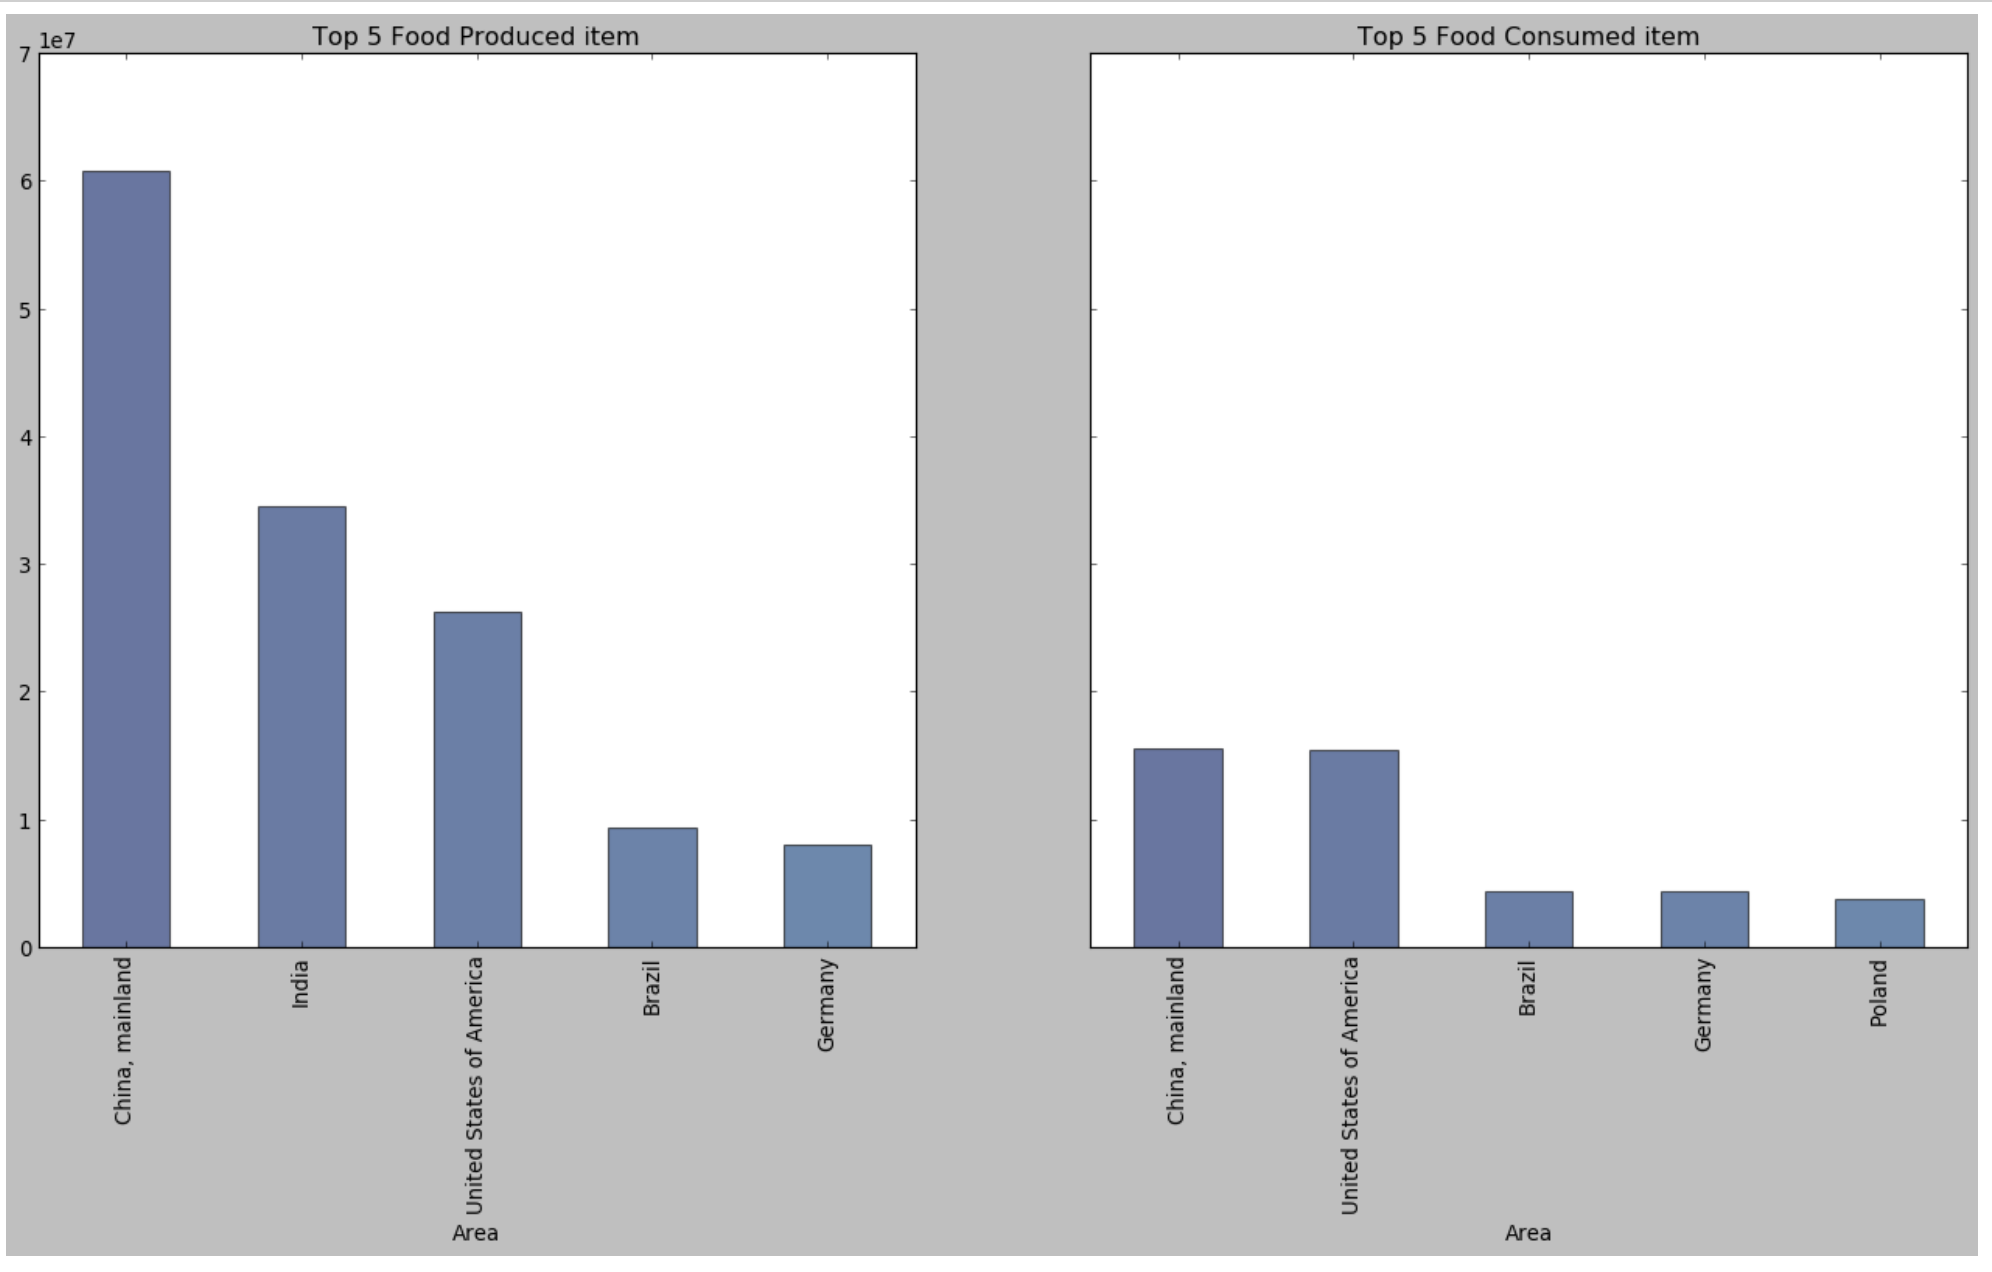 Top 5 Food Produced item
1e7
7
6
5
4
3
2
1
0
China, mainland
India
United States of America
Brazil
Germany
Area
Top 5 Food Consumed item
China, mainland
United States of America
Brazil
Germany
Poland
Area